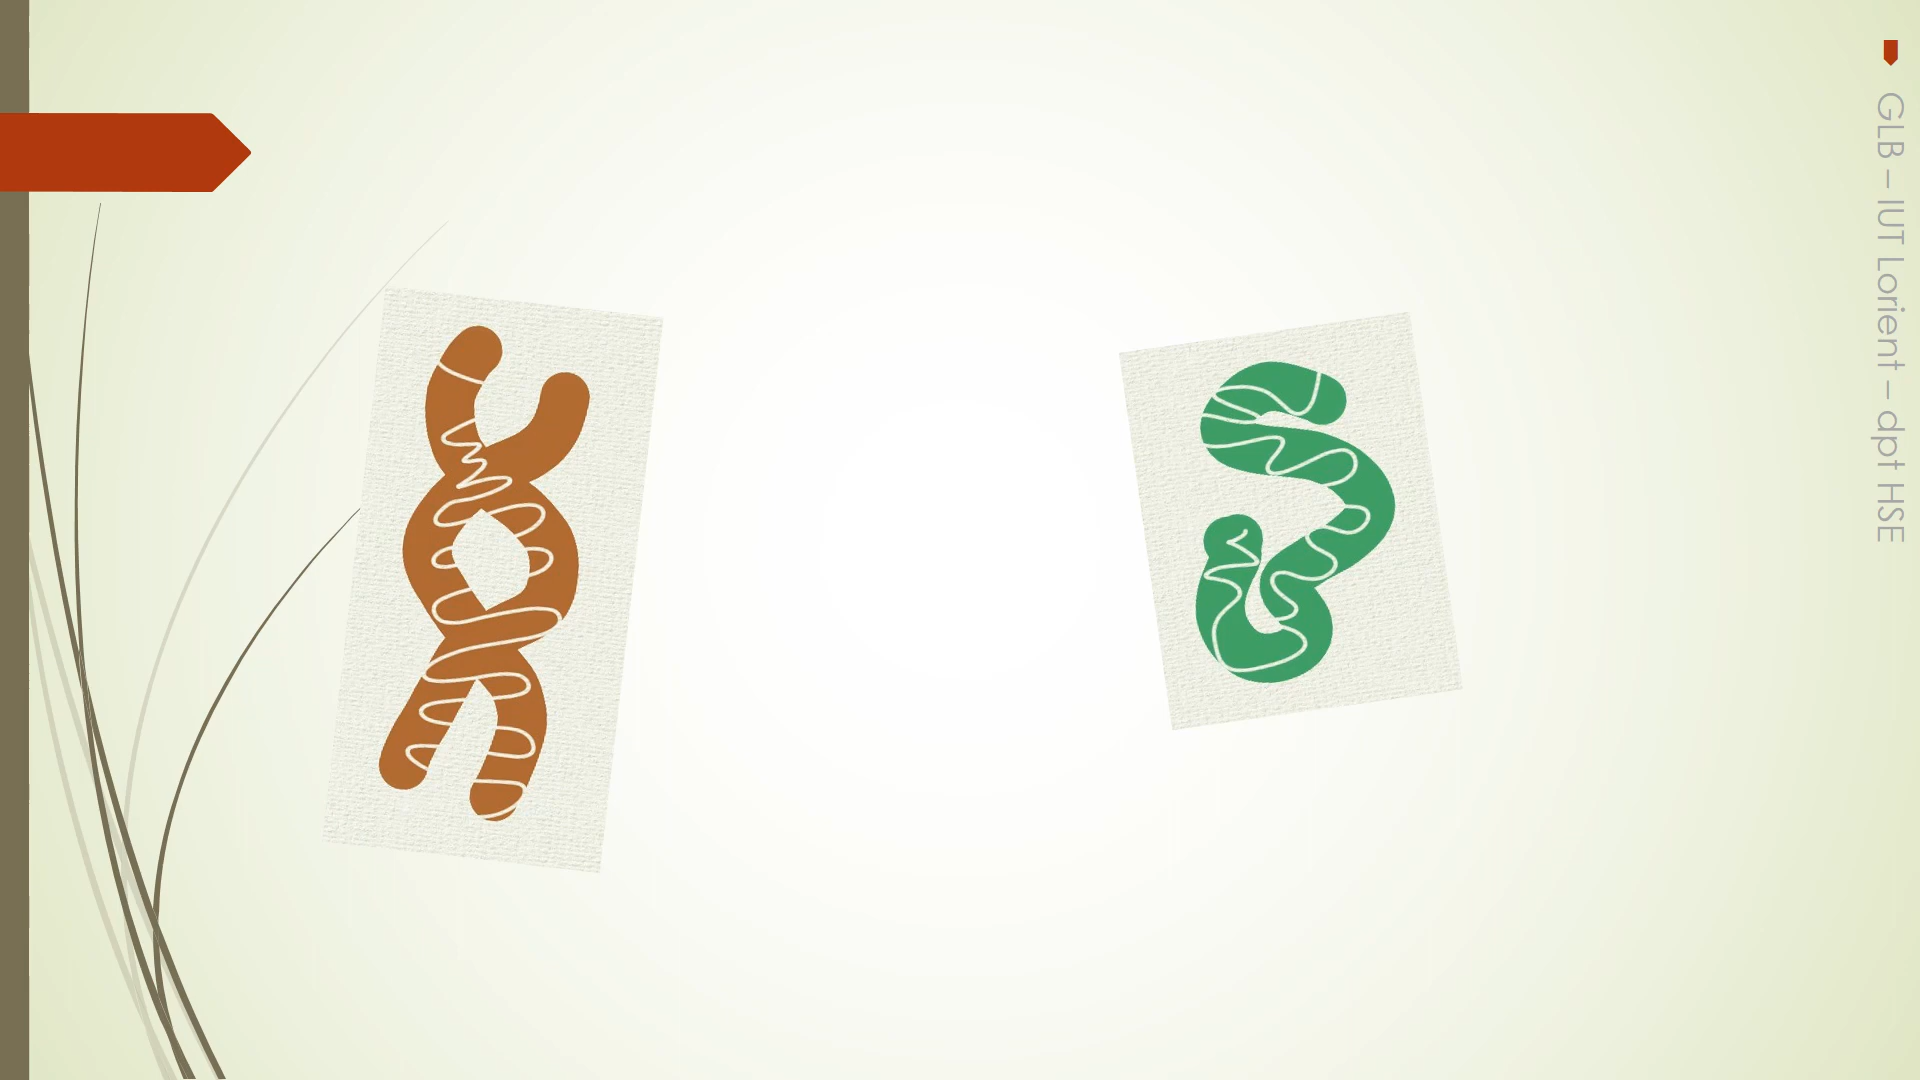 GLB – IUT Lorient – dpt HSE